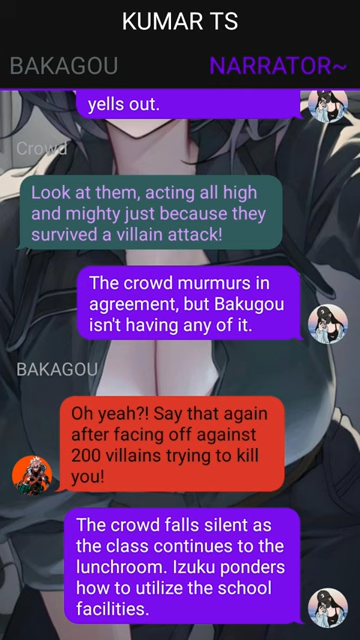 KUMAR TS
BAKAGOU
NARRATOR~
yells out.
Crowd
Look at them, acting all high
and mighty just because they
survived a villain attack!
The crowd murmurs in
agreement, but Bakugou
isn't having any of it.
BAKAGOU
Oh yeah?! Say that again
after facing off against
200 villains trying to kill
you!
The crowd falls silent as
the class continues to the
lunchroom. Izuku ponders
how to utilize the school
facilities.